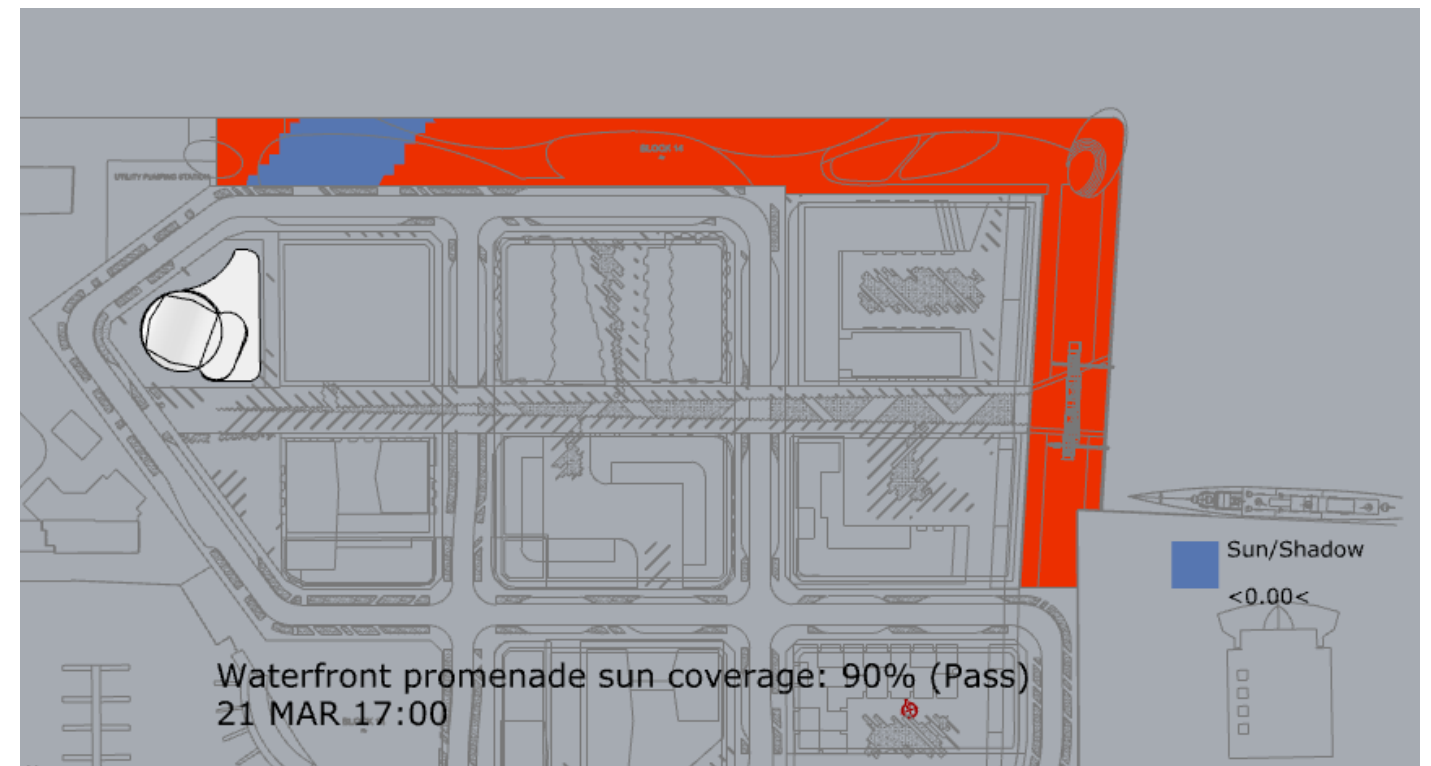 BLOCK 14
UTILITY PUMPING STATION
Sun/Shadow
<0.00<
Waterfront promenade sun coverage: 90% (Pass)
21 MAR 17:00